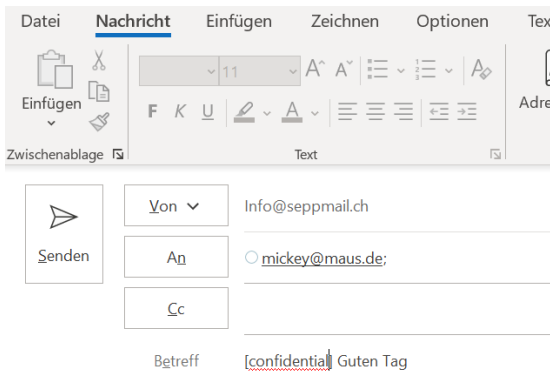 Datei Nachricht Einfügen Zeichnen Optionen Tex
11 A A
Einfügen F K U A
Adre
Zwischenablage Text
Von Info@seppmail.ch
Senden An mickey@maus.de;
Cc
Betreff [confidential] Guten Tag